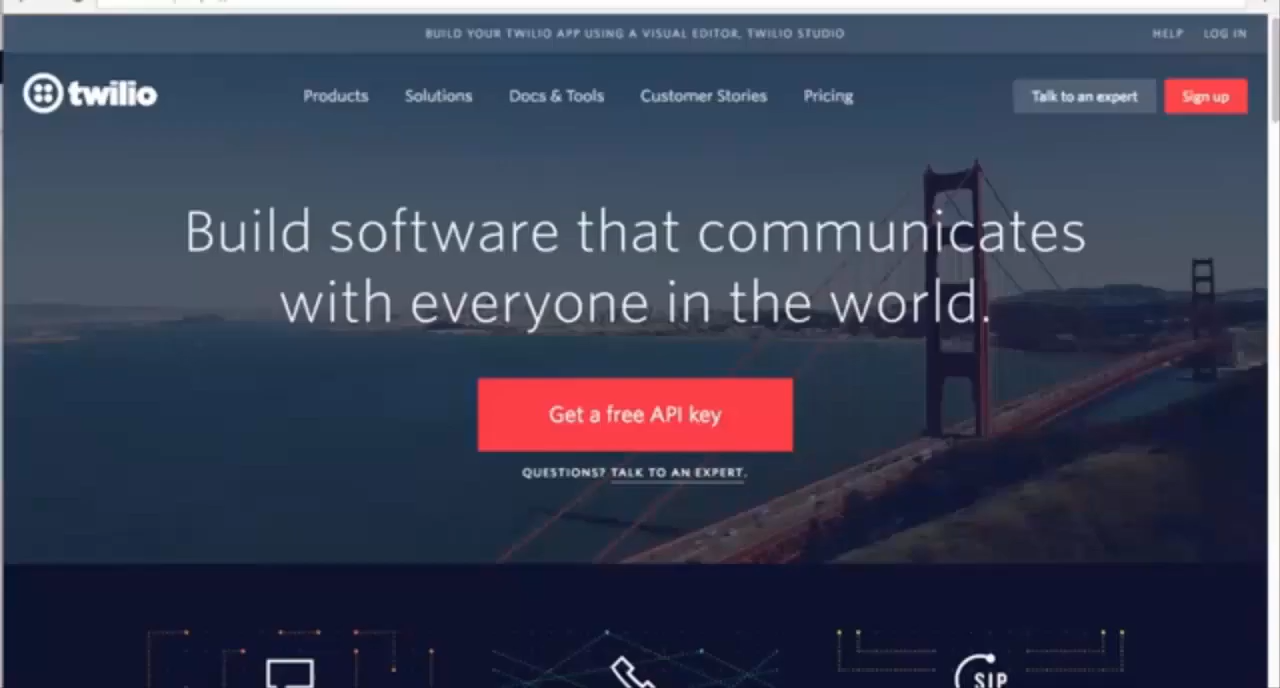 BUILD YOUR TWILIO APP USING A VISUAL EDITOR, TWILIO STUDIO
HELP LOG IN
twilio
Products Solutions Docs & Tools Customer Stories Pricing
Talk to an expert Sign up
Build software that communicates
with everyone in the world.
Get a free API key
QUESTIONS? TALK TO AN EXPERT.
SIP